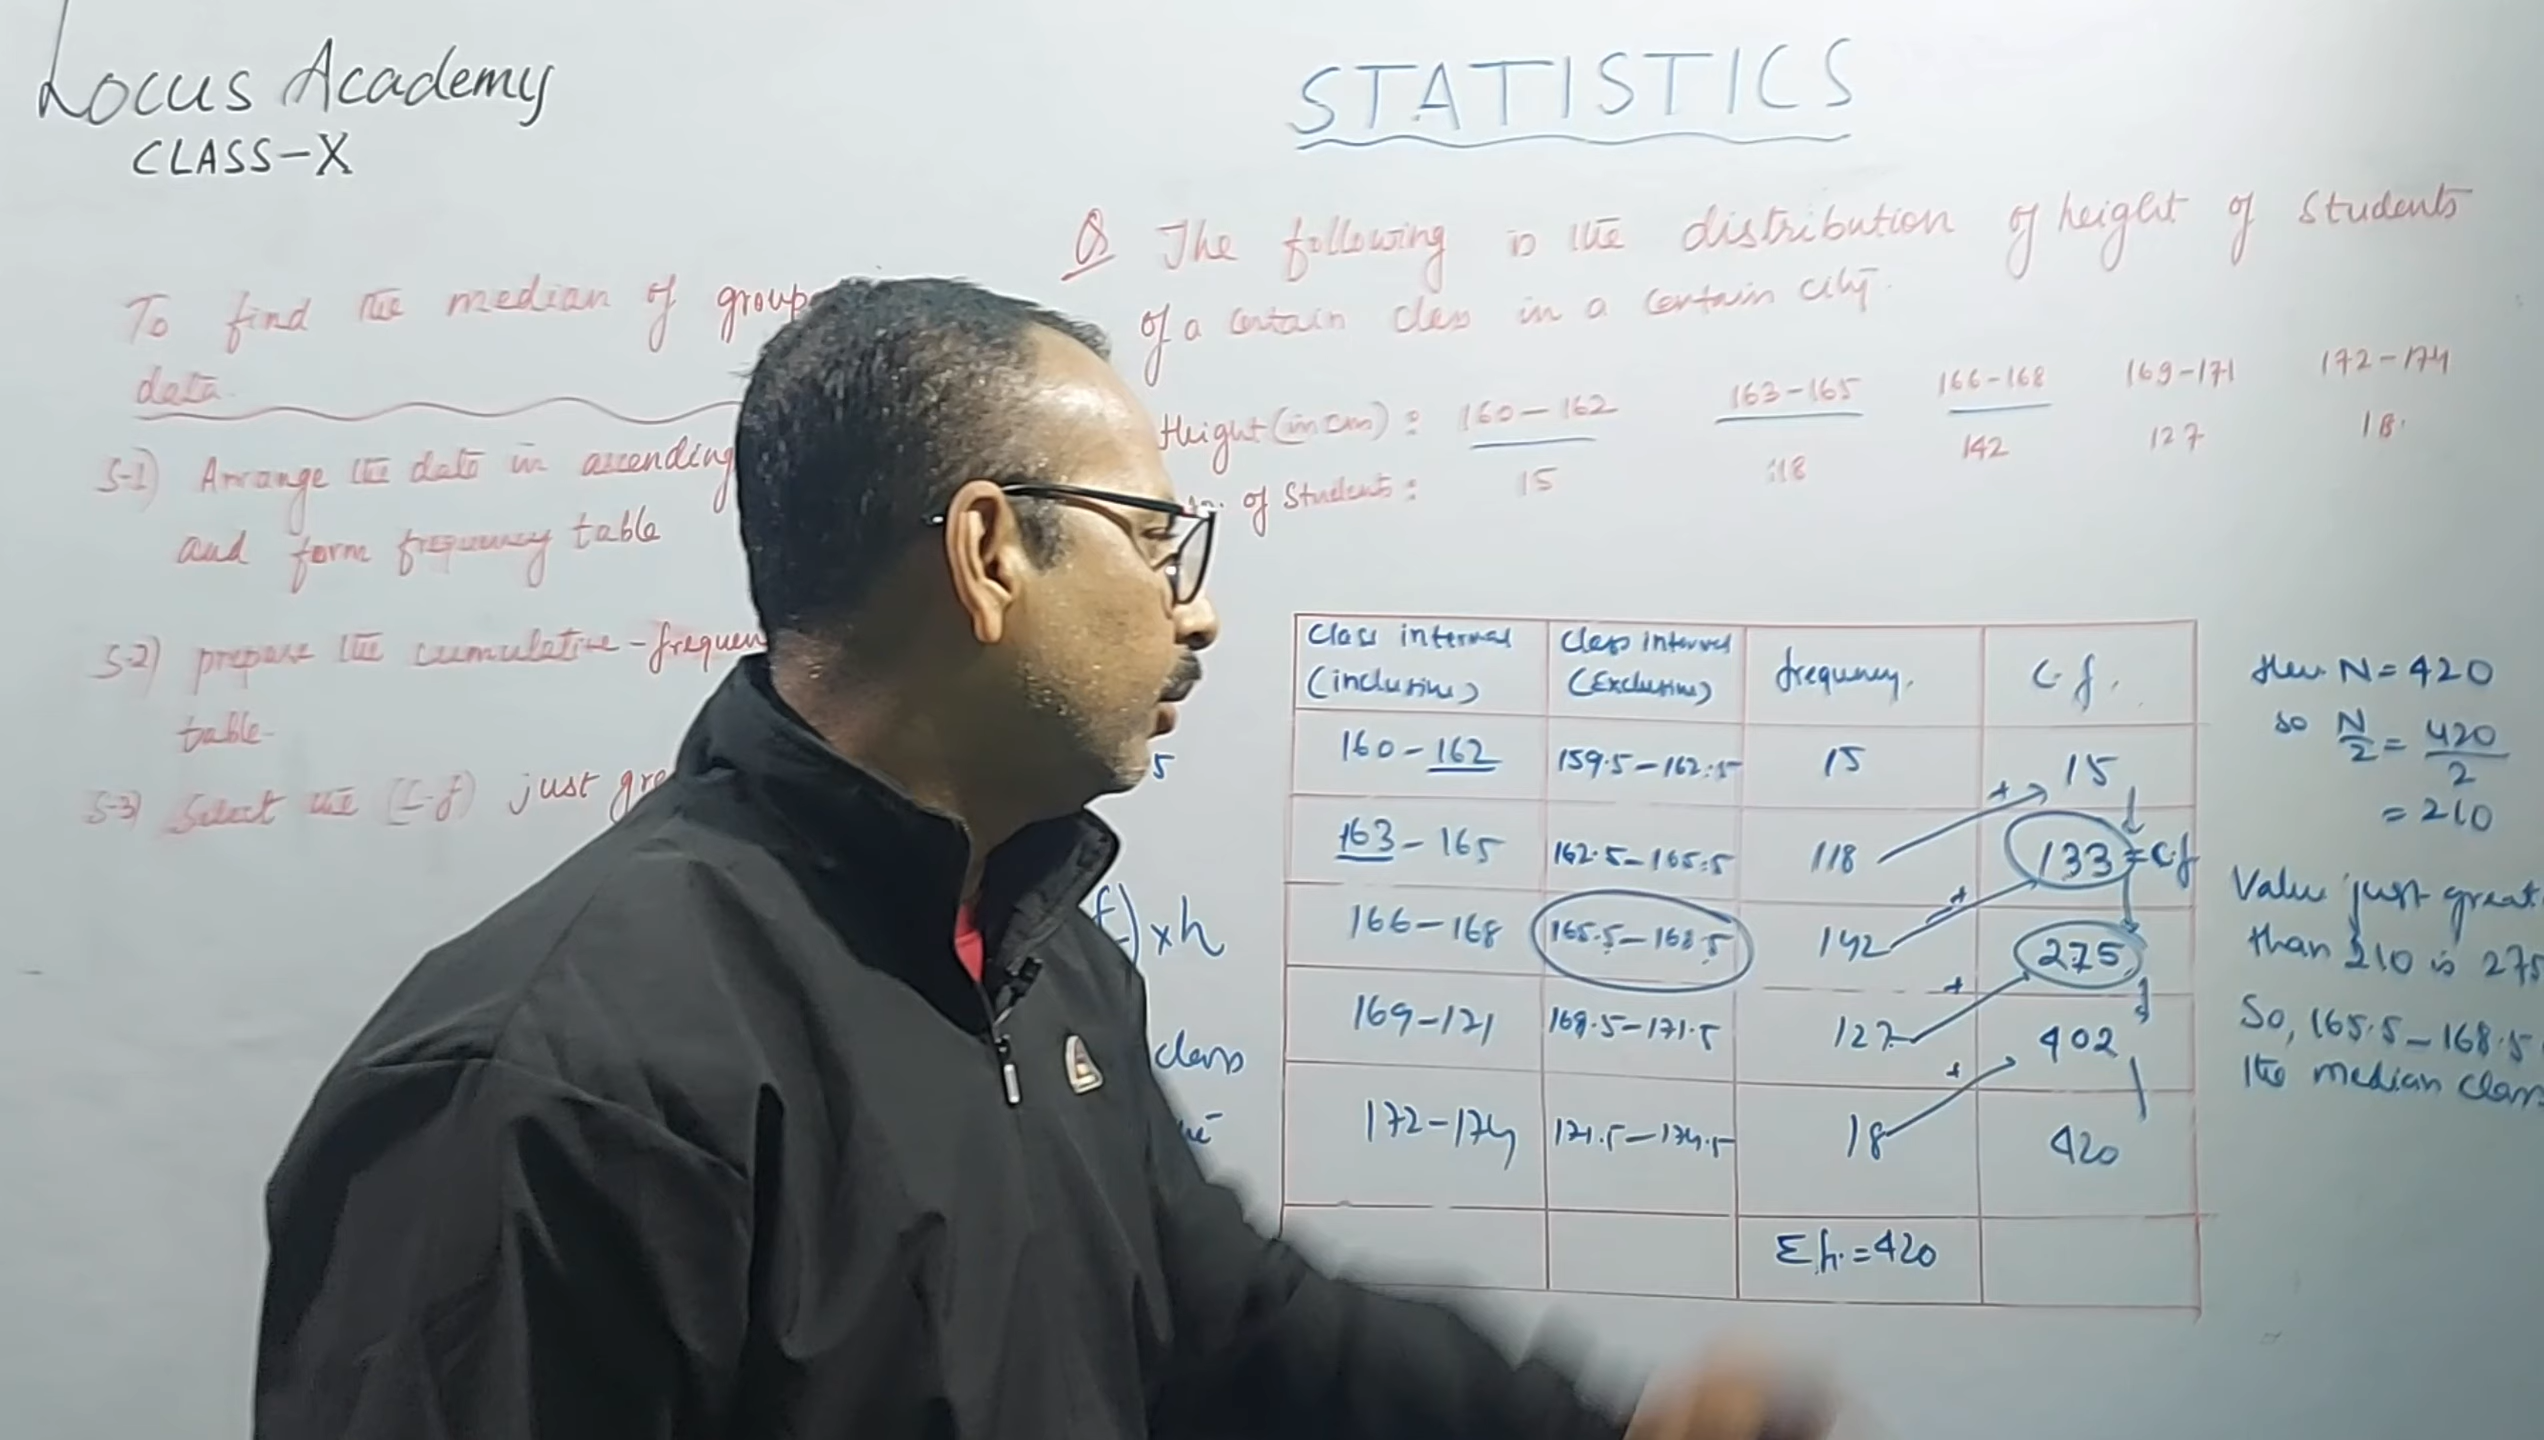 Locus Academy
CLASS-X
To find the median of group
data.
S-1) Arrange the data in ascending
and form frequency table
S-2) prepare the cumulative-frequen
table-
S-3) Select the (C.f) just gre
5
f) xh
class
STATISTICS
Q The following is the distribution of height of students
of a certain class in a certain city.
Height (in cm) : 160-162 163-165 166-168 169-171 172-174
of Students : 15 118 142 127 18.
Class interval (inclusive) Class interval (Exclusive) frequency. C.f.
160-162 159.5-162.5 15 15
163-165 162.5-165.5 118 133 = C.f
166-168 165.5-168.5 142 275
169-171 168.5-171.5 127 402
172-174 171.5-174.5 18 420
Σfi = 420
N = 420
so N/2 = 420/2
= 210
Value just great
than 210 is 275
So, 165.5-168.5
the median class